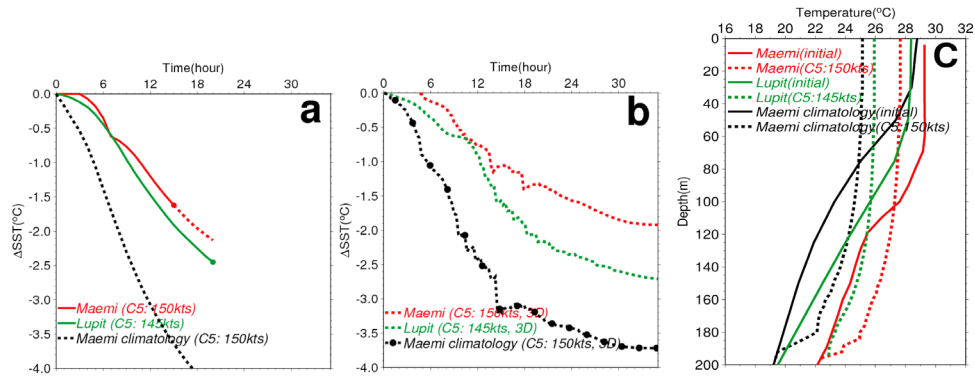 Time(hour)
0 6 12 18 24 30
0.0
-0.5
-1.0
-1.5
-2.0
-2.5
-3.0
-3.5
-4.0
ΔSST(ºC)
a
Maemi (C5: 150kts)
Lupit (C5: 145kts)
Maemi climatology (C5: 150kts)
Time(hour)
0 6 12 18 24 30
0.0
-0.5
-1.0
-1.5
-2.0
-2.5
-3.0
-3.5
-4.0
ΔSST(ºC)
b
Maemi (C5: 150kts, 3D)
Lupit (C5: 145kts, 3D)
Maemi climatology (C5: 150kts, 3D)
Temperature(ºC)
16 18 20 22 24 26 28 30 32
0
20
40
60
80
100
120
140
160
180
200
Depth(m)
C
Maemi(initial)
Maemi(C5:150kts)
Lupit(initial)
Lupit(C5:145kts)
Maemi climatology(initial)
Maemi climatology(C5:150kts)